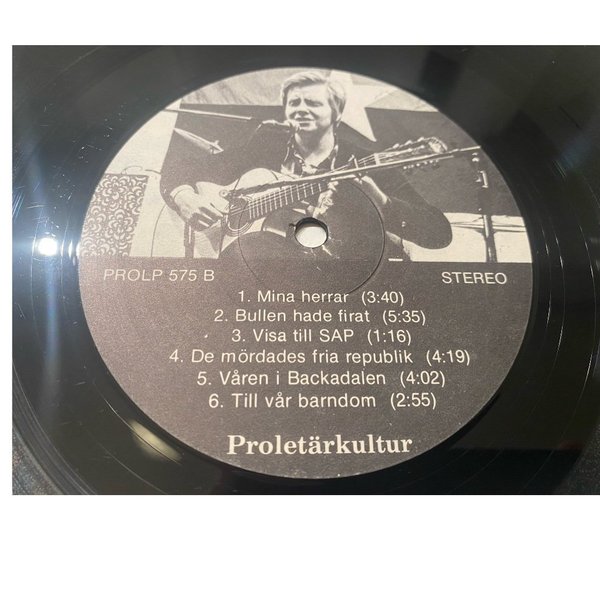 PROLP 575 B
STEREO
1. Mina herrar (3:40)
2. Bullen hade firat (5:35)
3. Visa till SAP (1:16)
4. De mördades fria republik (4:19)
5. Våren i Backadalen (4:02)
6. Till vår barndom (2:55)
Proletärkultur